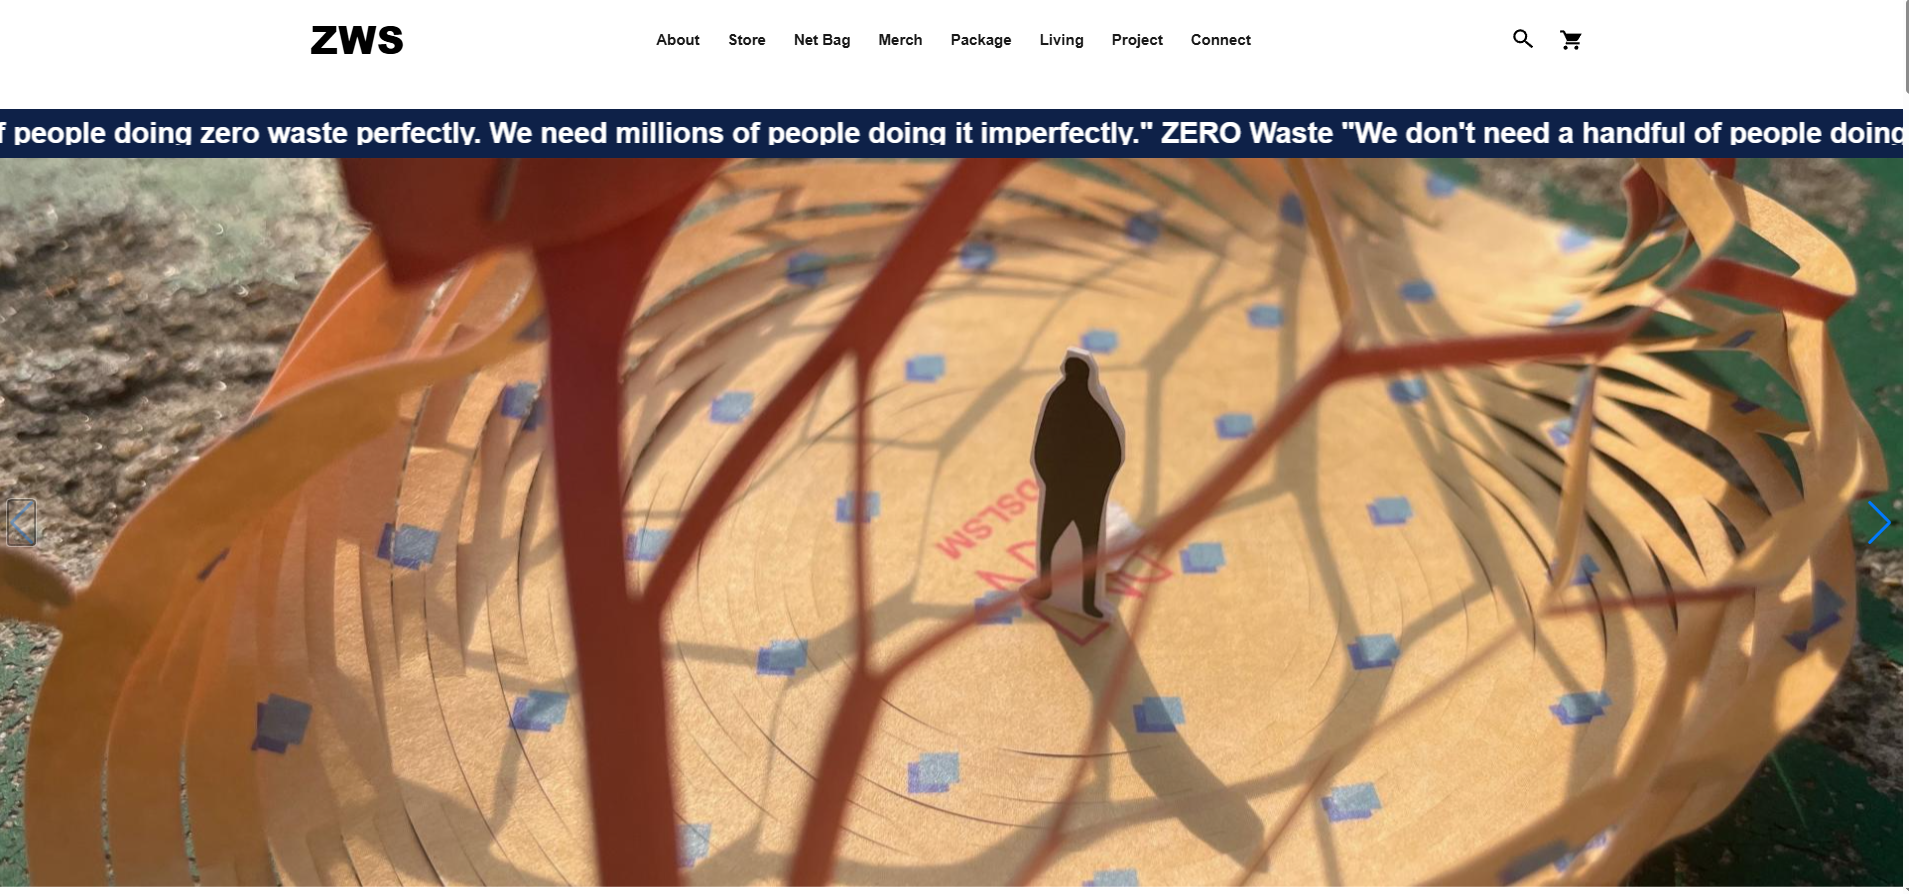 ZWS
About Store Net Bag Merch Package Living Project Connect
people doing zero waste perfectly. We need millions of people doing it imperfectly." ZERO Waste "We don't need a handful of people doing